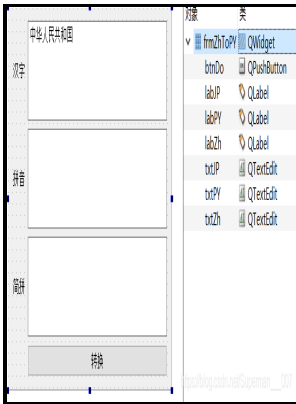 对象 类
frmZhToPY QWidget
btnDo QPushButton
labJP QLabel
labPY QLabel
labZh QLabel
txtJP QTextEdit
txtPY QTextEdit
txtZh QTextEdit
汉字 中华人民共和国
拼音
简拼
转换